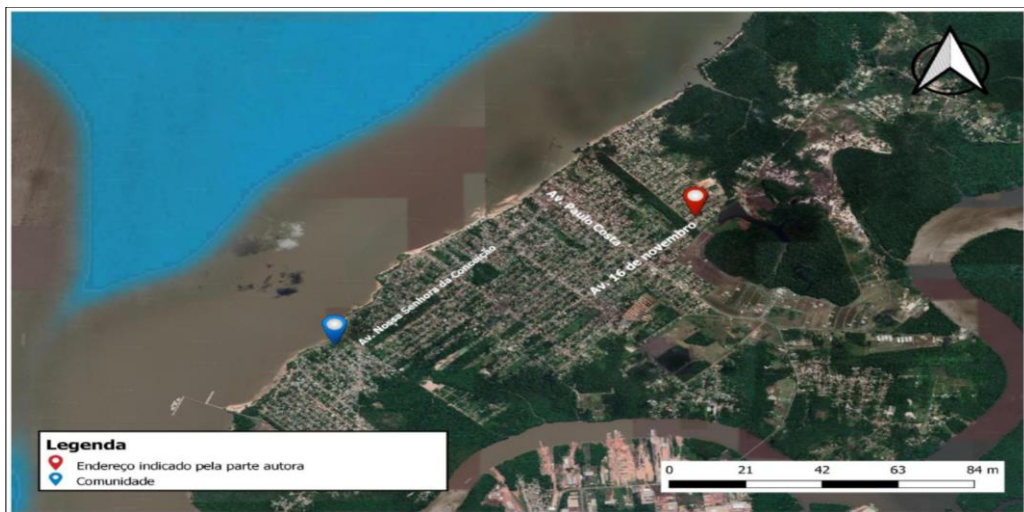 Av. Paulo Costa
Av. 16 de novembro
Av. Nossa Senhora da Conceição
Legenda
Endereço indicado pela parte autora
Comunidade
0 21 42 63 84 m